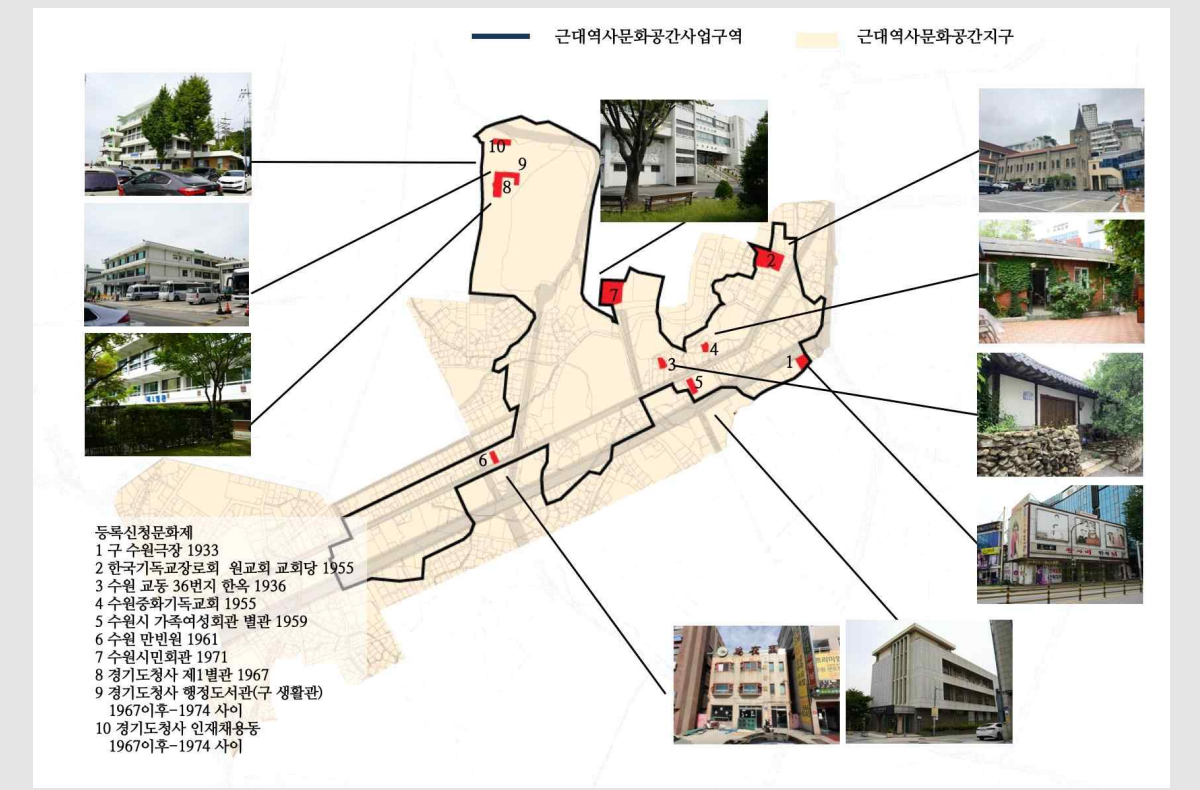 근대역사문화공간사업구역
근대역사문화공간지구
10
9
8
7
2
4
3
1
5
6
등록신청문화제
1 구 수원극장 1933
2 한국기독교장로회 원교회 교회당 1955
3 수원 교동 36번지 한옥 1936
4 수원중화기독교회 1955
5 수원시 가족여성회관 별관 1959
6 수원 만빈원 1961
7 수원시민회관 1971
8 경기도청사 제1별관 1967
9 경기도청사 행정도서관(구 생활관)
1967이후-1974 사이
10 경기도청사 인재채용동
1967이후-1974 사이